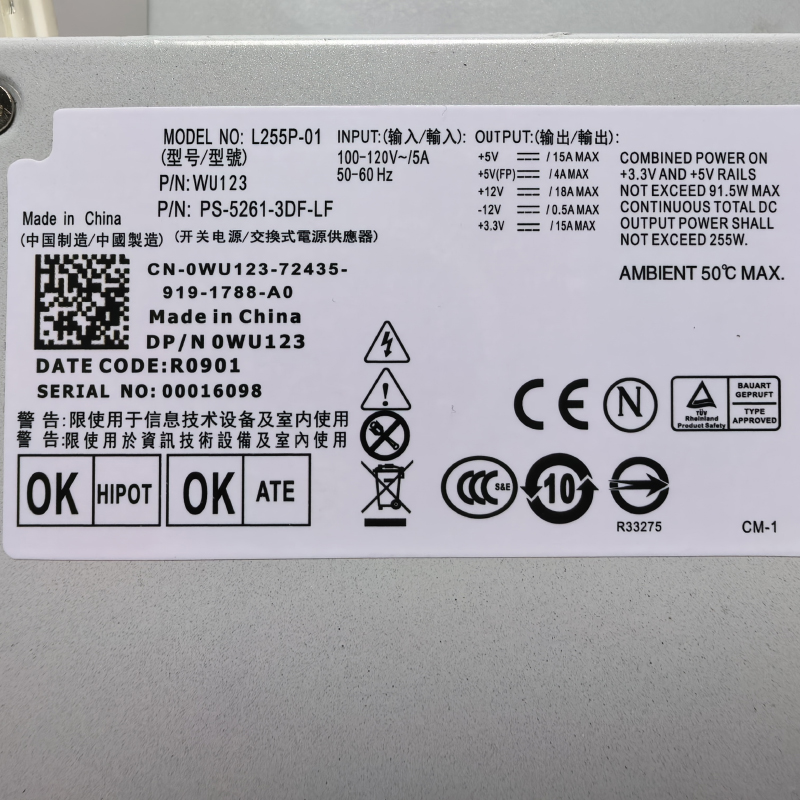 MODEL NO: L255P-01
(型号/型號)
P/N: WU123
P/N: PS-5261-3DF-LF
Made in China
(中国制造/中國製造) (开关电源/交換式電源供應器)
INPUT:(输入/輸入):
100-120V~/5A
50-60 Hz
OUTPUT:(输出/輸出):
+5V ⎓ /15A MAX
+5V(FP) ⎓ /4A MAX
+12V ⎓ /18A MAX
-12V ⎓ /0.5A MAX
+3.3V ⎓ /15A MAX
COMBINED POWER ON
+3.3V AND +5V RAILS
NOT EXCEED 91.5W MAX
CONTINUOUS TOTAL DC
OUTPUT POWER SHALL
NOT EXCEED 255W.
AMBIENT 50℃ MAX.
CN-0WU123-72435-
919-1788-A0
Made in China
DP/N 0WU123
DATE CODE:R0901
SERIAL NO: 00016098
警 告:限使用于信息技术设备及室内使用
警 告:限使用於資訊技術設備及室內使用
OK HIPOT OK ATE
CE N
TÜV
Rheinland
Product Safety
BAUART
GEPRUFT
TYPE
APPROVED
CCC S&E
10
R33275
CM-1